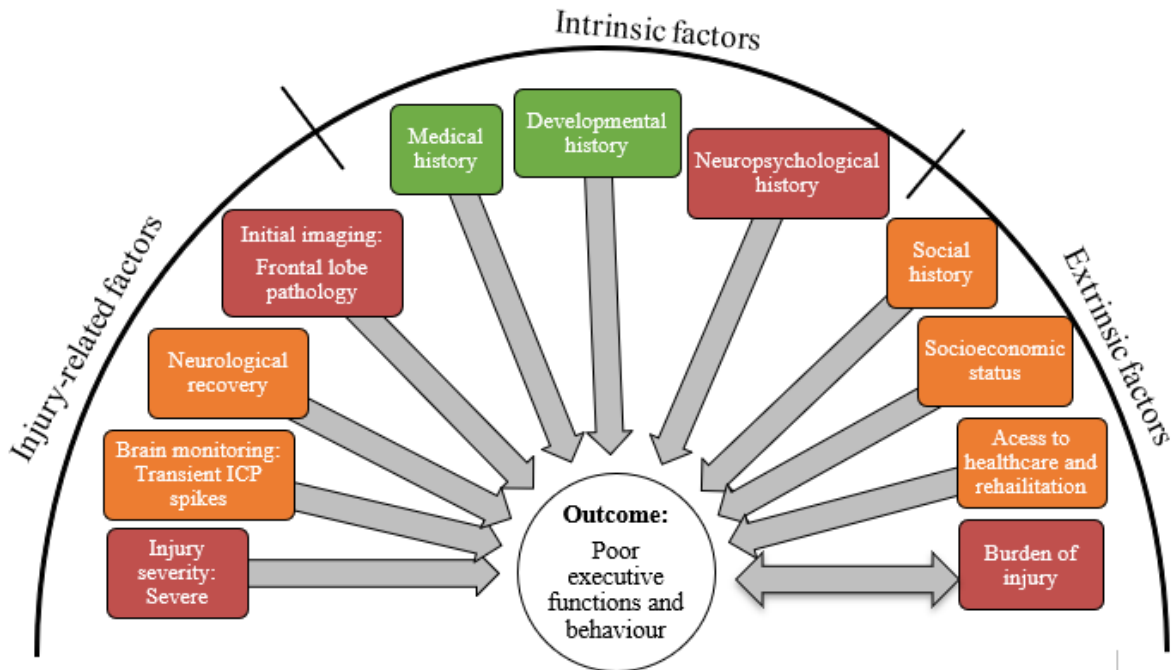 Intrinsic factors
Injury-related factors
Extrinsic factors
Medical
history
Developmental
history
Neuropsychological
history
Initial imaging:
Frontal lobe
pathology
Social
history
Neurological
recovery
Socioeconomic
status
Brain monitoring:
Transient ICP
spikes
Acess to
healthcare and
rehailitation
Injury
severity:
Severe
Outcome:
Poor
executive
functions and
behaviour
Burden of
injury